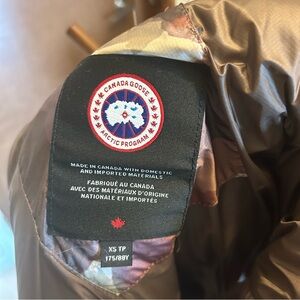 CANADA GOOSE
ARCTIC PROGRAM
MADE IN CANADA WITH DOMESTIC
AND IMPORTED MATERIALS
FABRIQUÉ AU CANADA
AVEC DES MATÉRIAUX D'ORIGINE
NATIONALE ET IMPORTÉS
XS TP
175/88Y